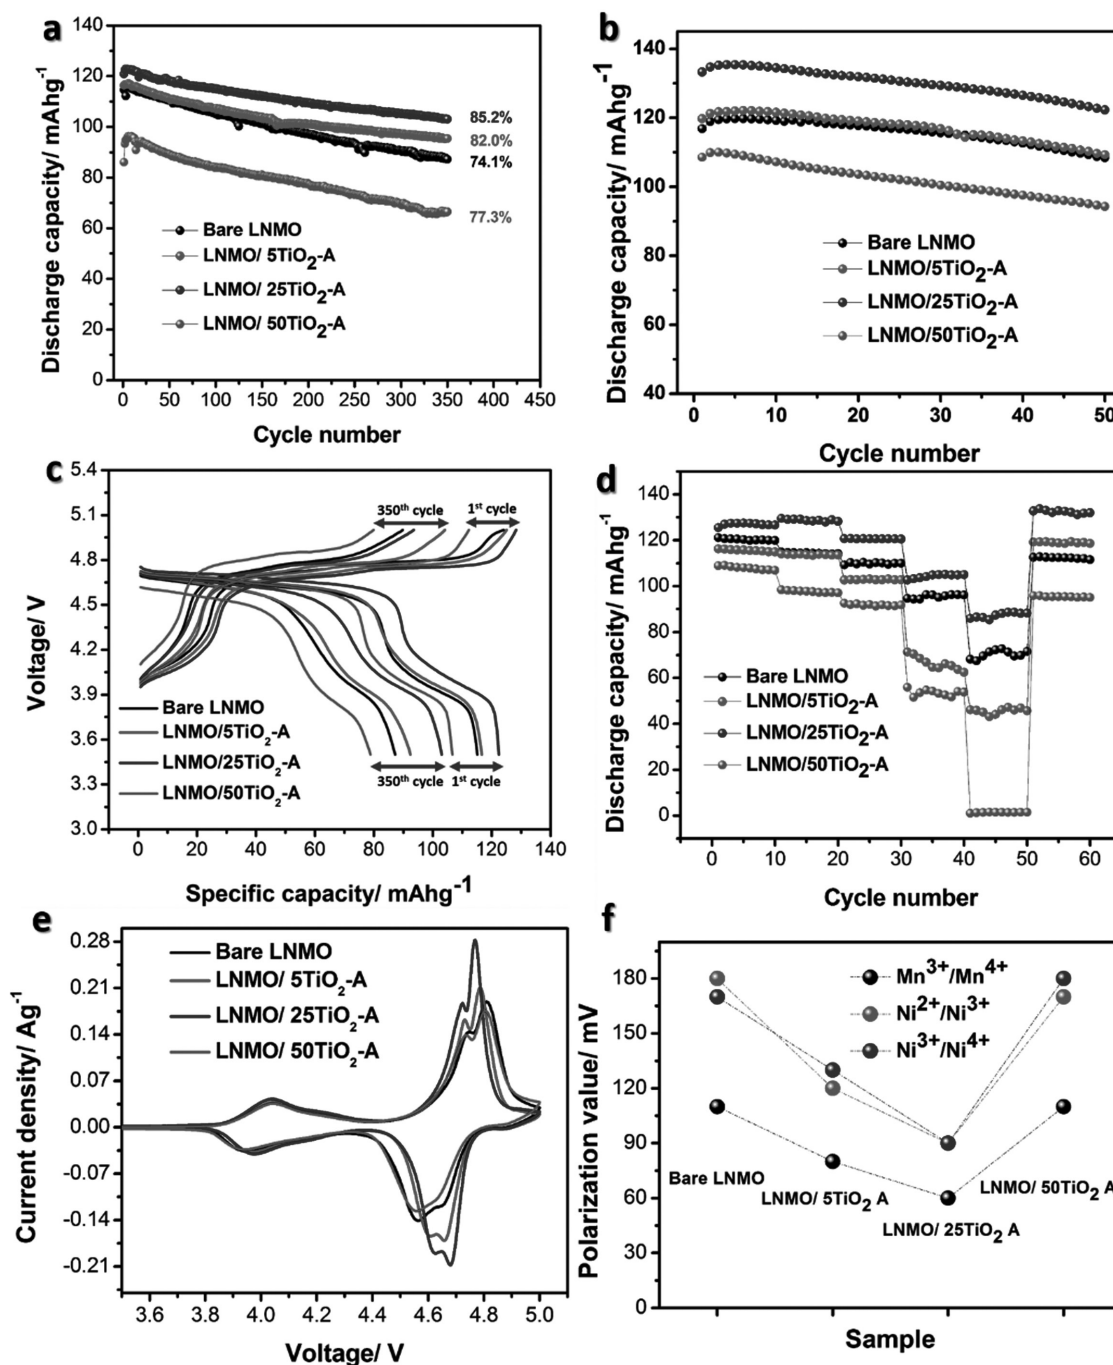 a
Discharge capacity/ mAhg-1
140
120
100
80
60
40
20
0
85.2%
82.0%
74.1%
77.3%
Bare LNMO
LNMO/ 5TiO2-A
LNMO/ 25TiO2-A
LNMO/ 50TiO2-A
0 50 100 150 200 250 300 350 400 450
Cycle number
b
Discharge capacity/ mAhg-1
140
120
100
80
60
40
Bare LNMO
LNMO/5TiO2-A
LNMO/25TiO2-A
LNMO/50TiO2-A
0 10 20 30 40 50
Cycle number
c
Voltage/ V
5.4
5.1
4.8
4.5
4.2
3.9
3.6
3.3
3.0
350th cycle 1st cycle
Bare LNMO
LNMO/5TiO2-A
LNMO/25TiO2-A
LNMO/50TiO2-A
350th cycle 1st cycle
0 20 40 60 80 100 120 140
Specific capacity/ mAhg-1
d
Discharge capacity/ mAhg-1
140
120
100
80
60
40
20
0
Bare LNMO
LNMO/5TiO2-A
LNMO/25TiO2-A
LNMO/50TiO2-A
0 10 20 30 40 50 60
Cycle number
e
Current density/ Ag-1
0.28
0.21
0.14
0.07
0.00
-0.07
-0.14
-0.21
Bare LNMO
LNMO/ 5TiO2-A
LNMO/ 25TiO2-A
LNMO/ 50TiO2-A
3.6 3.8 4.0 4.2 4.4 4.6 4.8 5.0
Voltage/ V
f
Polarization value/ mV
180
150
120
90
60
30
0
Mn3+/Mn4+
Ni2+/Ni3+
Ni3+/Ni4+
Bare LNMO
LNMO/ 5TiO2 A
LNMO/ 25TiO2 A
LNMO/ 50TiO2 A
Sample